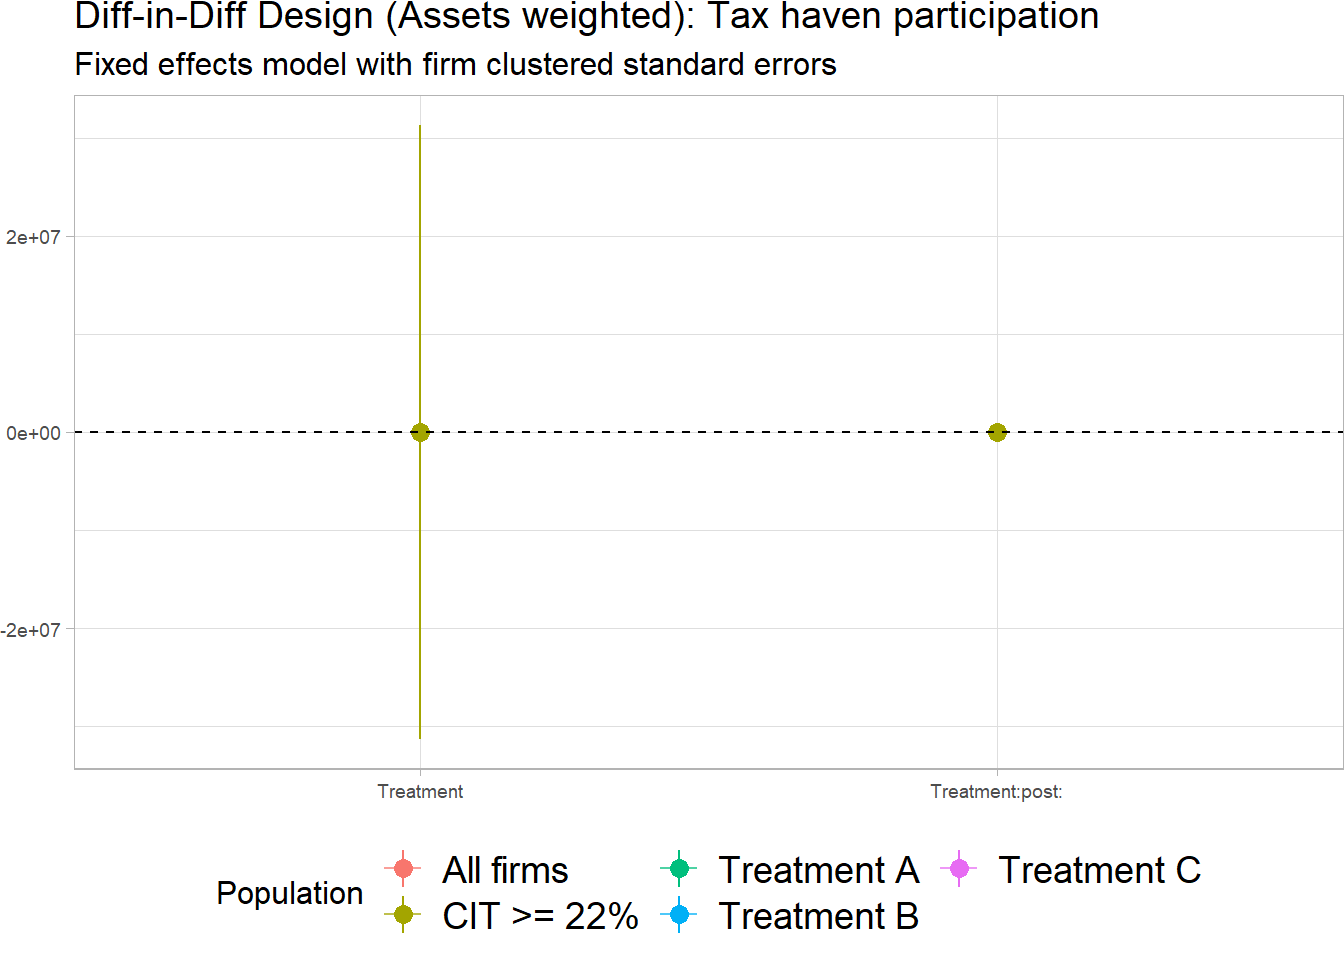 Diff-in-Diff Design (Assets weighted): Tax haven participation
Fixed effects model with firm clustered standard errors
2e+07
0e+00
-2e+07
Treatment
Treatment:post:
Population
All firms
CIT >= 22%
Treatment A
Treatment B
Treatment C